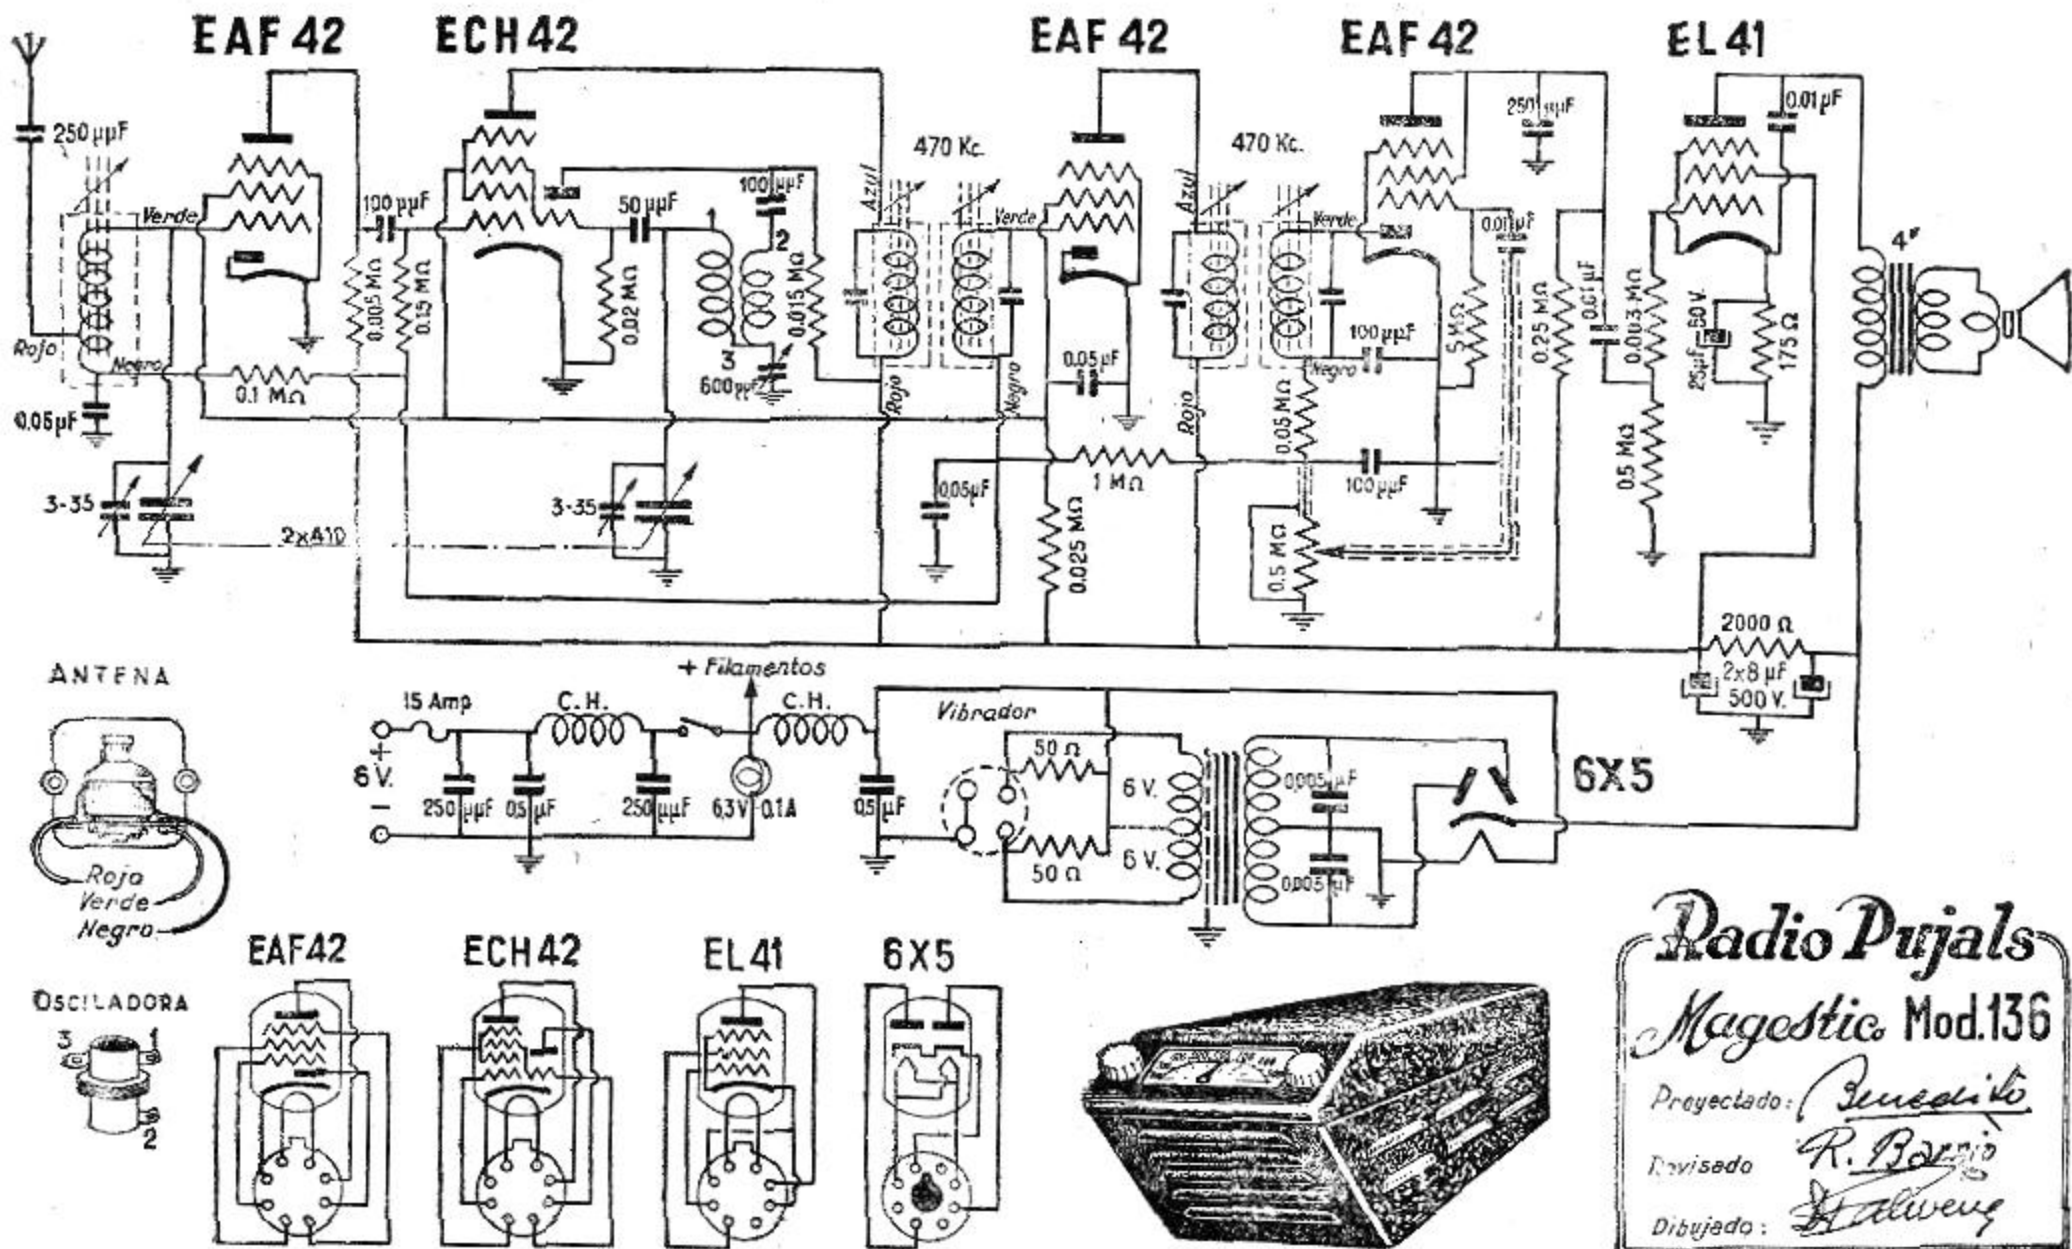 EAF 42
ECH42
EAF 42
EAF 42
EL 41
250 µµF
Verde
Rojo
Negro
0.05µF
0.1 MΩ
100 µµF
0.005 MΩ
0.15 MΩ
50 µµF
0.02 MΩ
1
2
3
100 µµF
0.015 MΩ
600 µµF
Azul
470 Kc.
Verde
Rojo
Negro
0.05 µF
Azul
470 Kc.
Verde
Rojo
Negro
100 µµF
0.05 MΩ
250 µµF
0.01 µF
5 MΩ
0.25 MΩ
0.01 µF
0.003 MΩ
0.01 µF
25µF-50 V.
175 Ω
4"
3-35
2x410
3-35
0,05µF
1 MΩ
0.025 MΩ
100 µµF
0.5 MΩ
0.5 MΩ
2000 Ω
2x8 µF
500 V.
ANTENA
Rojo
Verde
Negro
+ Filamentos
15 Amp
C.H.
C.H.
+
6 V.
-
250 µµF
0,5 µF
250 µµF
6,3V-0.1A
0,5 µF
Vibrador
50 Ω
50 Ω
6 V.
6 V.
0,005 µF
0,005 µF
6X5
OSCILADORA
3
1
2
EAF42
ECH42
EL41
6X5
Radio Pujals
Magestic Mod.136
Proyectado: Benedito
Revisado R. Barrio
Dibujado: